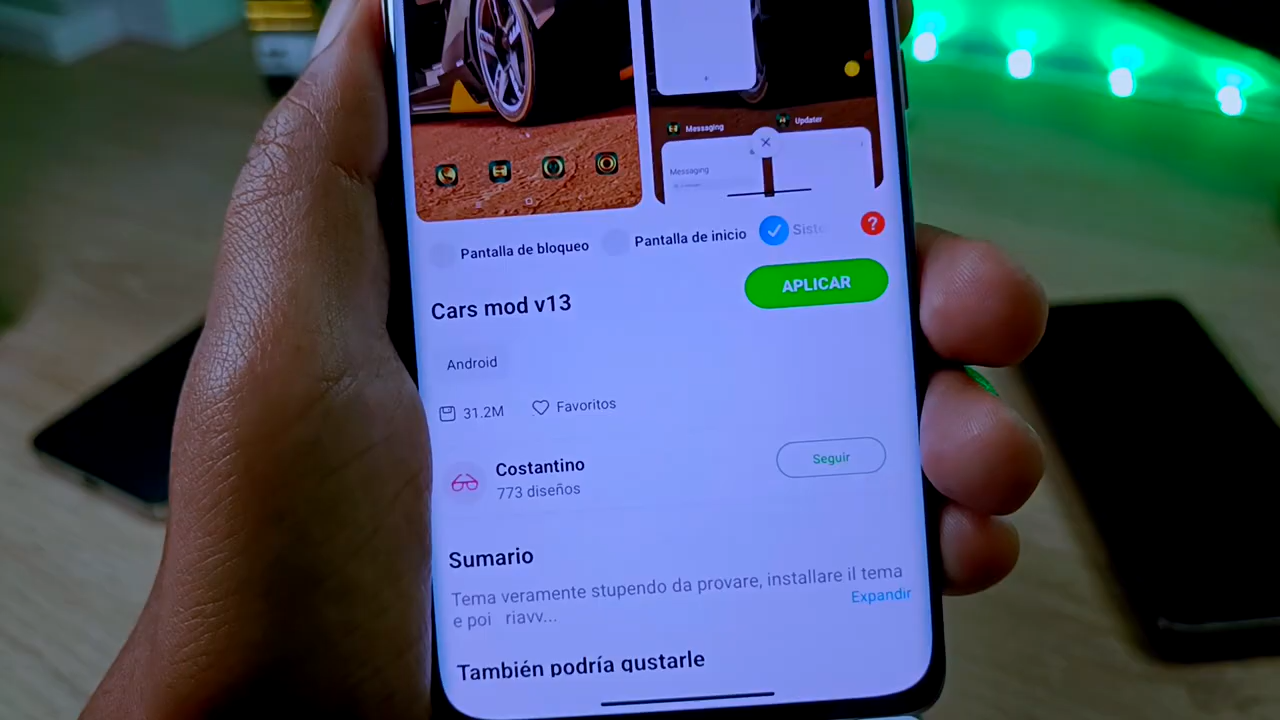 Messaging
Updater
Messaging
Pantalla de bloqueo
Pantalla de inicio
Siste
?
APLICAR
Cars mod v13
Android
31.2M
Favoritos
Costantino
773 diseños
Seguir
Sumario
Tema veramente stupendo da provare, installare il tema
e poi riavv...
Expandir
También podría gustarle